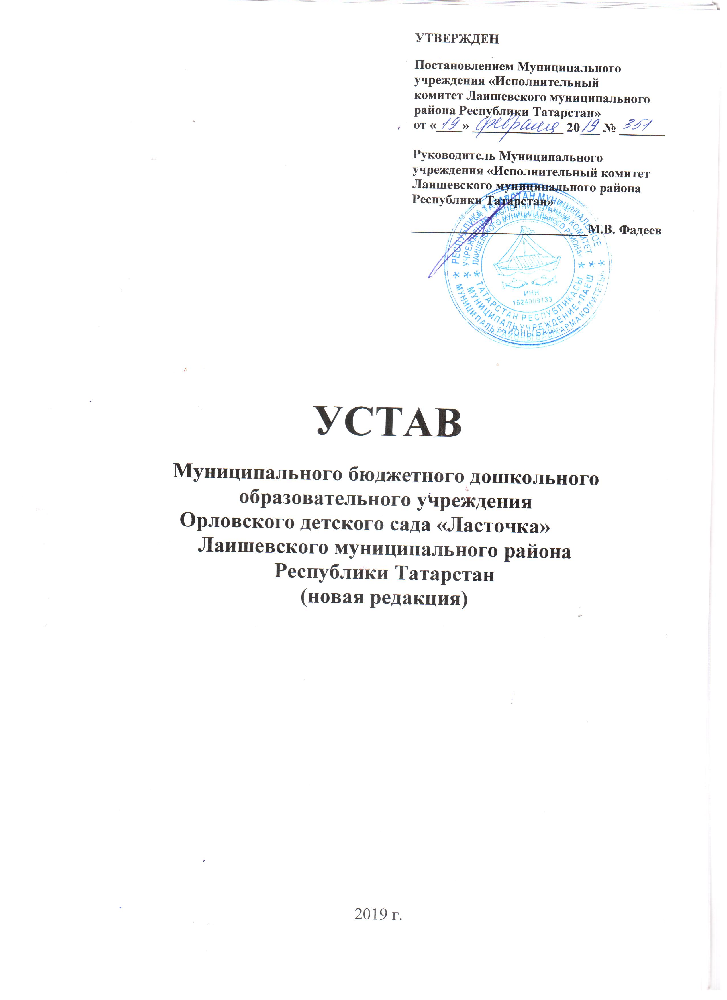 УТВЕРЖДЕН
Постановлением Муниципального
учреждения «Исполнительный
комитет Лаишевского муниципального
района Республики Татарстан»
от «19» февраля 2019 № 351
Руководитель Муниципального
учреждения «Исполнительный комитет
Лаишевского муниципального района
Республики Татарстан»
М.В. Фадеев
РЕСПУБЛИКА ТАТАРСТАН МУНИЦИПАЛЬНОЕ
УЧРЕЖДЕНИЕ «ИСПОЛНИТЕЛЬНЫЙ КОМИТЕТ
ЛАИШЕВСКОГО МУНИЦИПАЛЬНОГО РАЙОНА»
ИНН
1624009133
ТАТАРСТАН РЕСПУБЛИКАСЫ
МУНИЦИПАЛЬ УЧРЕЖДЕНИЕ «ЛАЕШ
МУНИЦИПАЛЬ РАЙОНЫ БАШКАРМА КОМИТЕТЫ»
УСТАВ
Муниципального бюджетного дошкольного
образовательного учреждения
Орловского детского сада «Ласточка»
Лаишевского муниципального района
Республики Татарстан
(новая редакция)
2019 г.